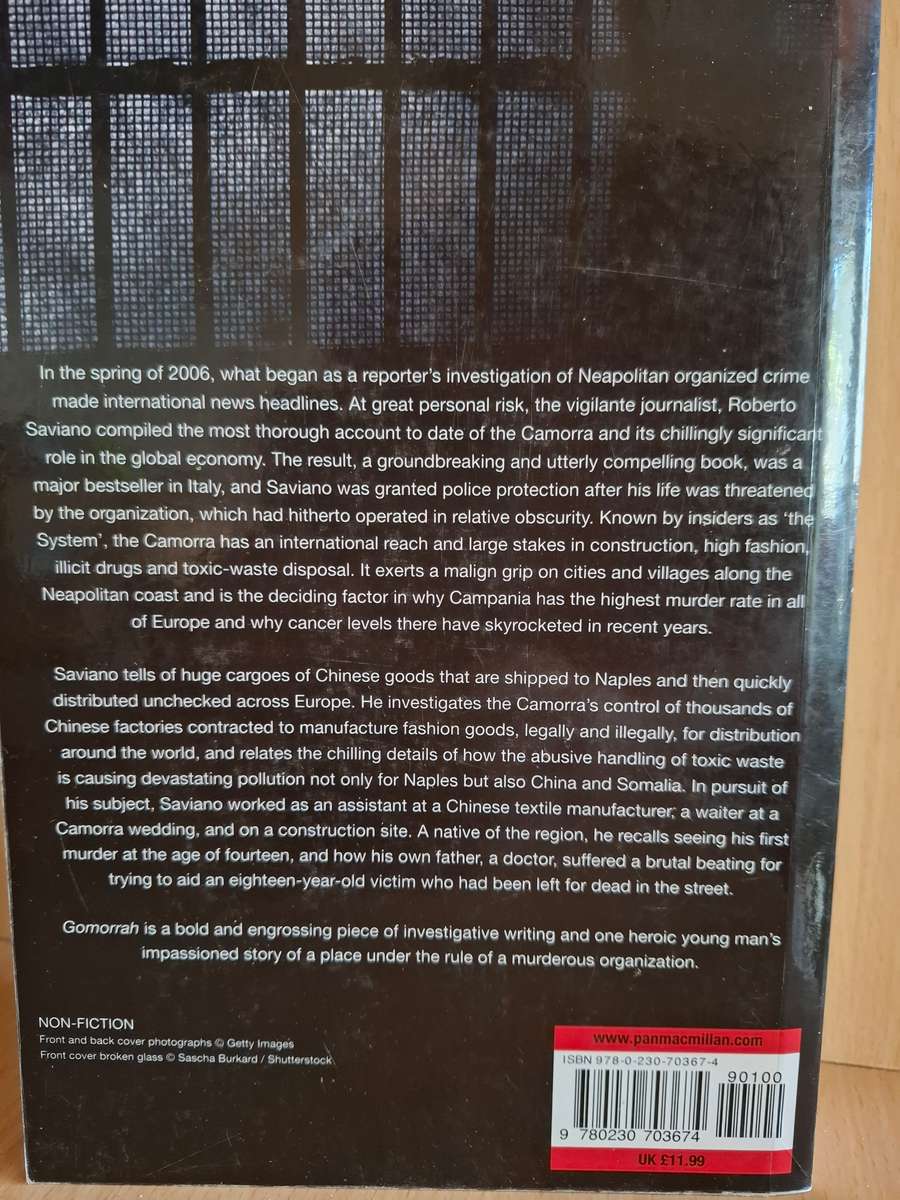 In the spring of 2006, what began as a reporter's investigation of Neapolitan organized crime
made international news headlines. At great personal risk, the vigilante journalist, Roberto
Saviano compiled the most thorough account to date of the Camorra and its chillingly significant
role in the global economy. The result, a groundbreaking and utterly compelling book, was a
major bestseller in Italy, and Saviano was granted police protection after his life was threatened
by the organization, which had hitherto operated in relative obscurity. Known by insiders as 'the
System', the Camorra has an international reach and large stakes in construction, high fashion,
illicit drugs and toxic-waste disposal. It exerts a malign grip on cities and villages along the
Neapolitan coast and is the deciding factor in why Campania has the highest murder rate in all
of Europe and why cancer levels there have skyrocketed in recent years.
Saviano tells of huge cargoes of Chinese goods that are shipped to Naples and then quickly
distributed unchecked across Europe. He investigates the Camorra's control of thousands of
Chinese factories contracted to manufacture fashion goods, legally and illegally, for distribution
around the world, and relates the chilling details of how the abusive handling of toxic waste
is causing devastating pollution not only for Naples but also China and Somalia. In pursuit of
his subject, Saviano worked as an assistant at a Chinese textile manufacturer, a waiter at a
Camorra wedding, and on a construction site. A native of the region, he recalls seeing his first
murder at the age of fourteen, and how his own father, a doctor, suffered a brutal beating for
trying to aid an eighteen-year-old victim who had been left for dead in the street.
Gomorrah is a bold and engrossing piece of investigative writing and one heroic young man's
impassioned story of a place under the rule of a murderous organization.
NON-FICTION
Front and back cover photographs © Getty Images
Front cover broken glass © Sascha Burkard / Shutterstock
www.panmacmillan.com
ISBN 978-0-230-70367-4
90100
9 780230 703674
UK £11.99